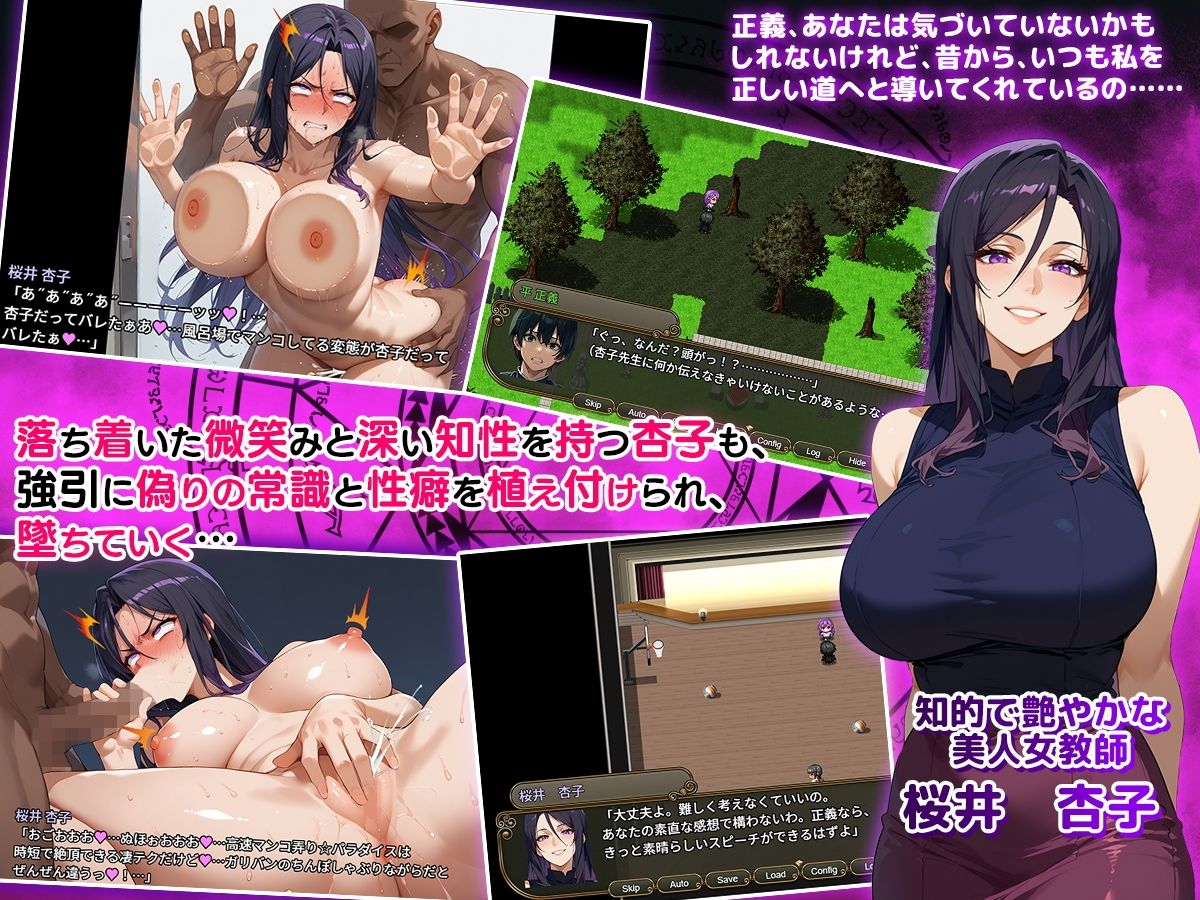 正義、あなたは気づいていないかも
しれないけれど、昔から、いつも私を
正しい道へと導いてくれているの……
桜井 杏子
「あ゛あ゛あ゛あ゛ーーーーーッッ♥！…
杏子だってバレたぁあ♥…風呂場でマンコしてる変態が杏子だって
バレたぁ♥…」
平 正義
「ぐっ、なんだ？頭がっ！？………………」
(杏子先生に何か伝えなきゃいけないことがあるような…
Skip Auto Config Log Hide
落ち着いた微笑みと深い知性を持つ杏子も、
強引に偽りの常識と性癖を植え付けられ、
墜ちていく…
桜井 杏子
「おごおおお♥…ぬほぉおおお♥…高速マンコ弄り☆パラダイスは
時短で絶頂できる凄テクだけど♥…ガリバンのちんぽしゃぶりながらだと
ぜんぜん違うっ♥！…」
桜井 杏子
「大丈夫よ。難しく考えなくていいの。
あなたの素直な感想で構わないわ。正義なら、
きっと素晴らしいスピーチができるはずよ」
Skip Auto Save Load Config Lo
知的で艶やかな
美人女教師
桜井 杏子